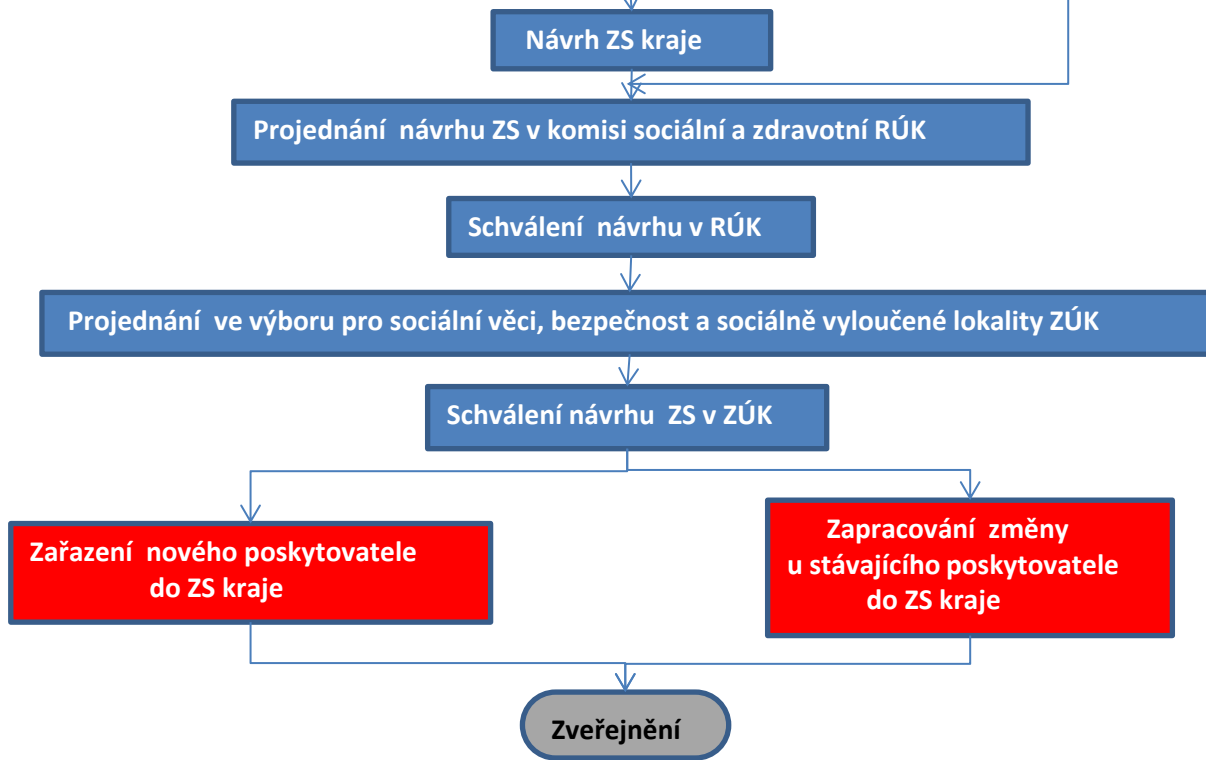 Návrh ZS kraje
Projednání návrhu ZS v komisi sociální a zdravotní RÚK
Schválení návrhu v RÚK
Projednání ve výboru pro sociální věci, bezpečnost a sociálně vyloučené lokality ZÚK
Schválení návrhu ZS v ZÚK
Zařazení nového poskytovatele
do ZS kraje
Zapracování změny
u stávajícího poskytovatele
do ZS kraje
Zveřejnění